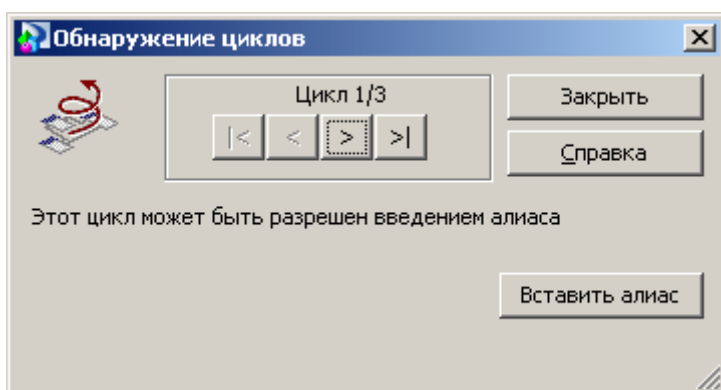 Обнаружение циклов
Цикл 1/3
|< < > >|
Закрыть
Справка
Этот цикл может быть разрешен введением алиаса
Вставить алиас